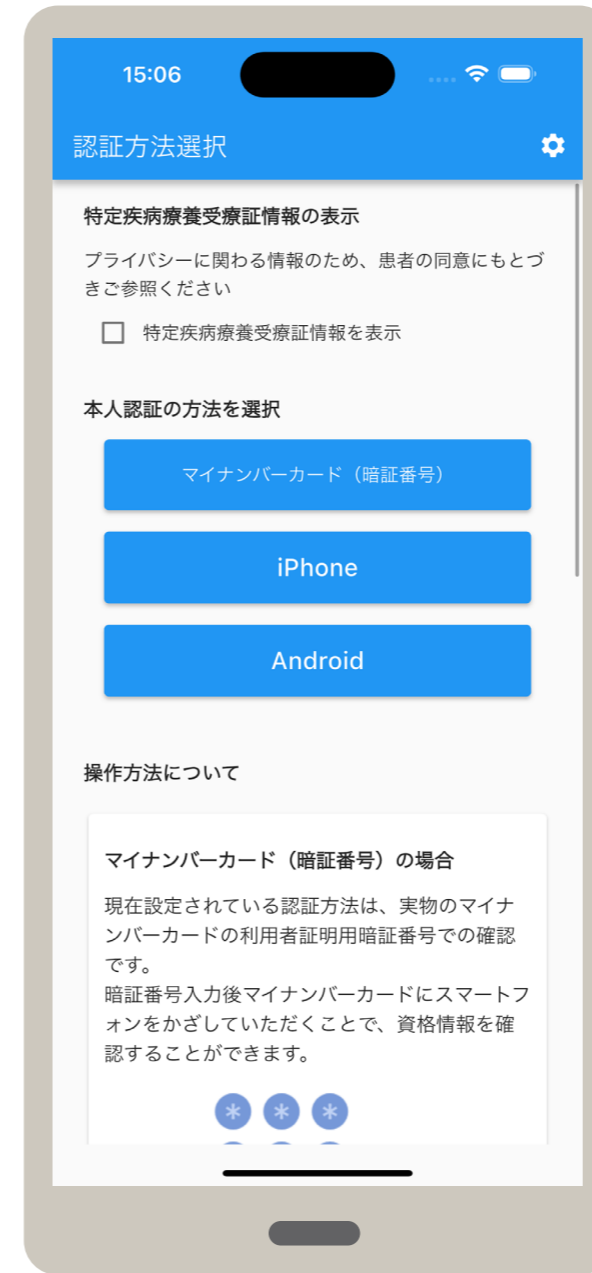 15:06
認証方法選択
特定疾病療養受療証情報の表示
プライバシーに関わる情報のため、患者の同意にもとづ
きご参照ください
特定疾病療養受療証情報を表示
本人認証の方法を選択
マイナンバーカード（暗証番号）
iPhone
Android
操作方法について
マイナンバーカード（暗証番号）の場合
現在設定されている認証方法は、実物のマイナ
ンバーカードの利用者証明用暗証番号での確認
です。
暗証番号入力後マイナンバーカードにスマートフ
ォンをかざしていただくことで、資格情報を確
認することができます。